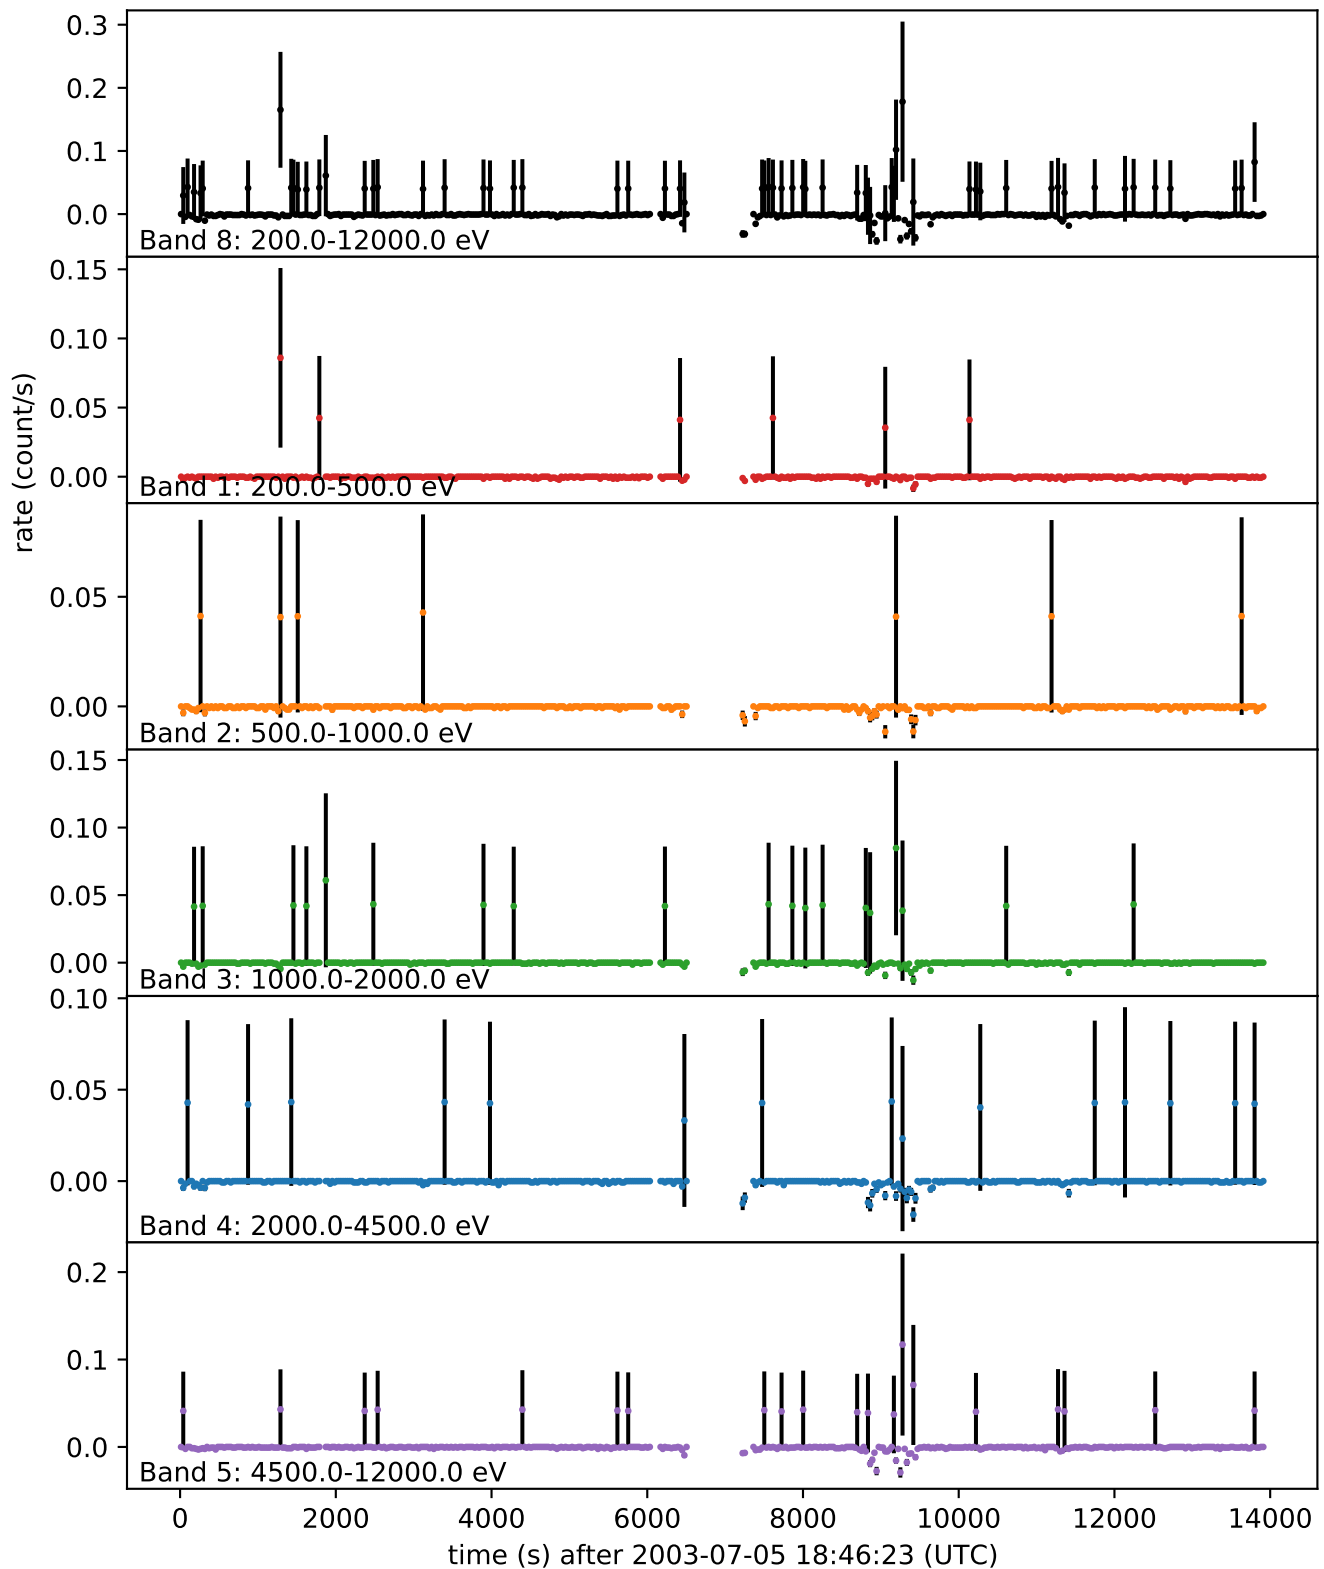 0.3
0.2
0.1
0.0
Band 8: 200.0-12000.0 eV
0.15
0.10
0.05
0.00
Band 1: 200.0-500.0 eV
rate (count/s)
0.05
0.00
Band 2: 500.0-1000.0 eV
0.15
0.10
0.05
0.00
Band 3: 1000.0-2000.0 eV
0.10
0.05
0.00
Band 4: 2000.0-4500.0 eV
0.2
0.1
0.0
Band 5: 4500.0-12000.0 eV
0 2000 4000 6000 8000 10000 12000 14000
time (s) after 2003-07-05 18:46:23 (UTC)